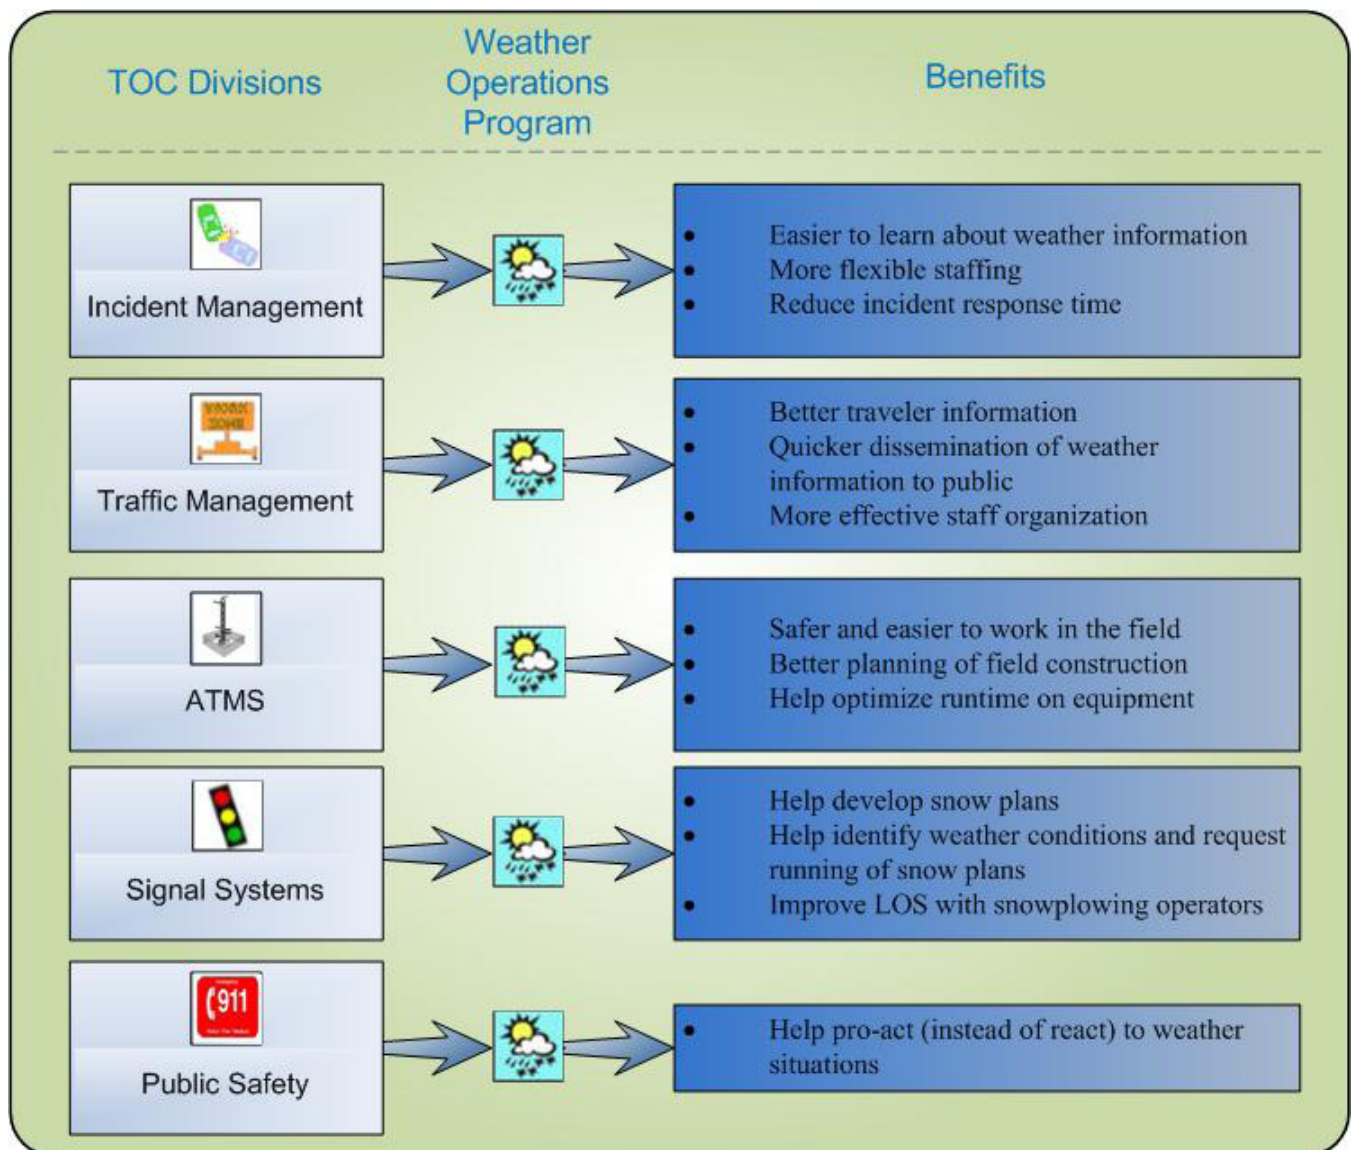 TOC Divisions
Weather
Operations
Program
Benefits
Incident Management
• Easier to learn about weather information
• More flexible staffing
• Reduce incident response time
WORK
ZONE
Traffic Management
• Better traveler information
• Quicker dissemination of weather
information to public
• More effective staff organization
ATMS
• Safer and easier to work in the field
• Better planning of field construction
• Help optimize runtime on equipment
Signal Systems
• Help develop snow plans
• Help identify weather conditions and request
running of snow plans
• Improve LOS with snowplowing operators
911
Public Safety
• Help pro-act (instead of react) to weather
situations